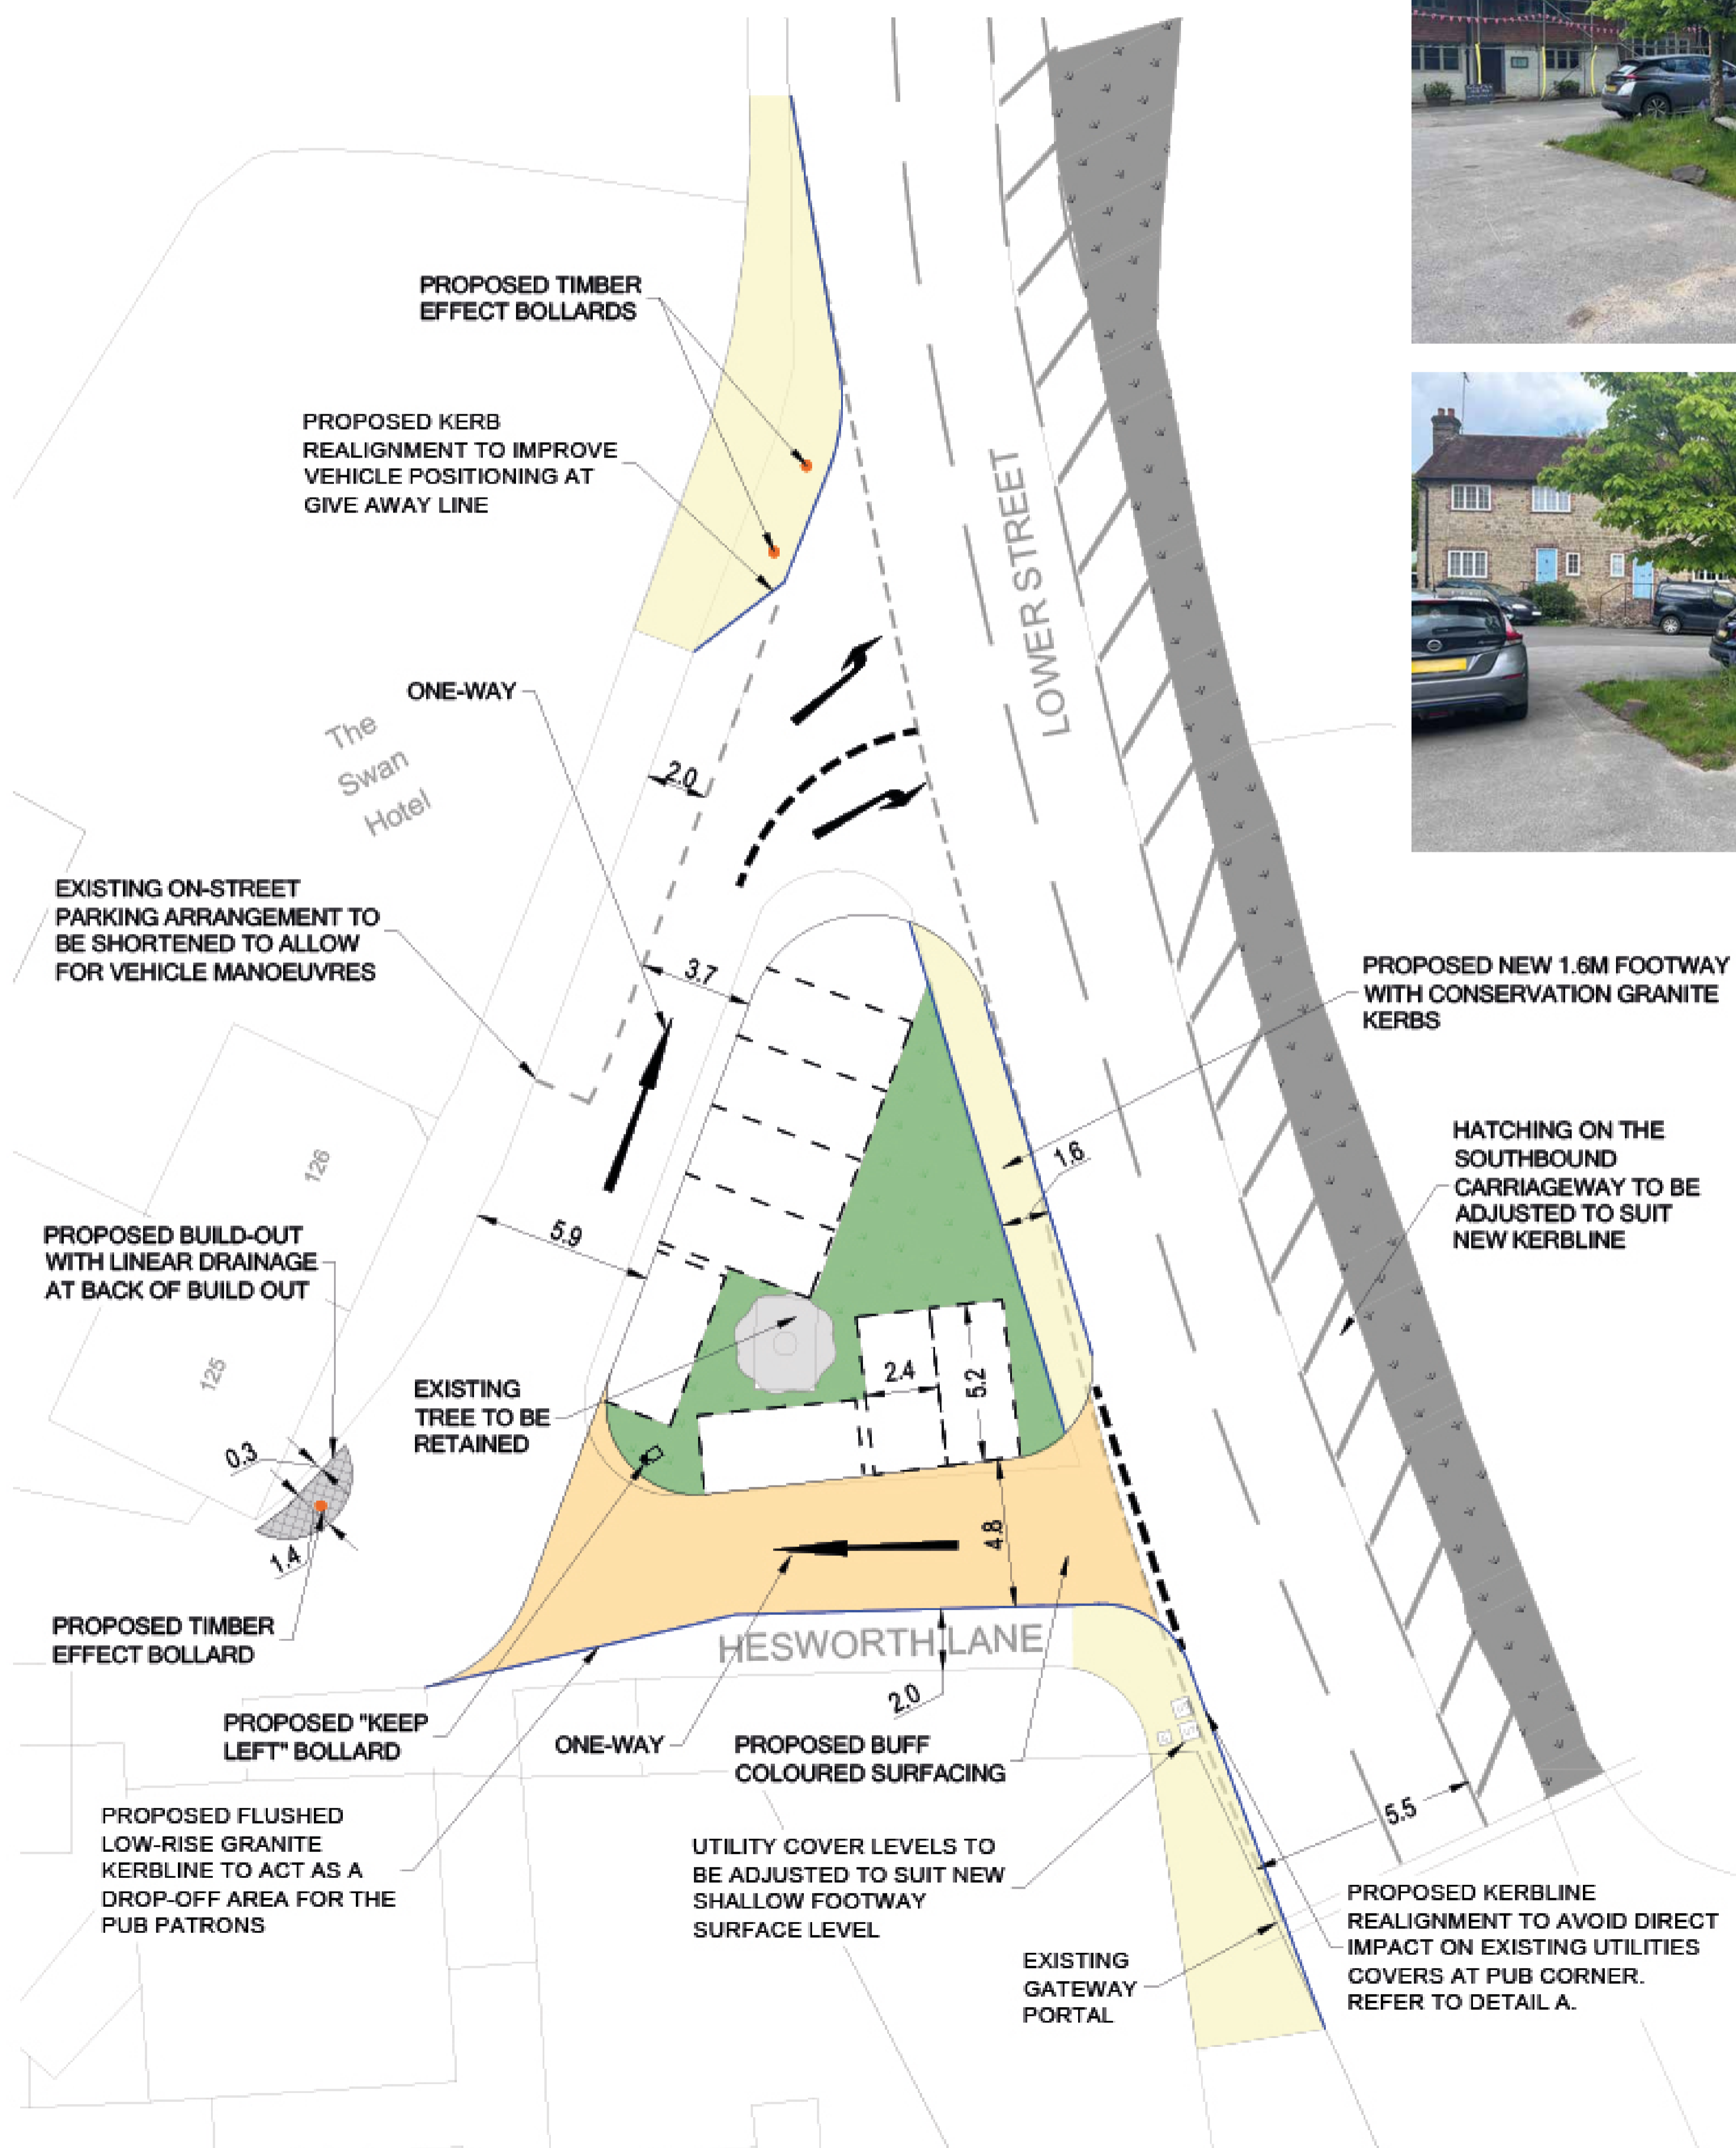 PROPOSED TIMBER
EFFECT BOLLARDS
PROPOSED KERB
REALIGNMENT TO IMPROVE
VEHICLE POSITIONING AT
GIVE AWAY LINE
LOWER STREET
ONE-WAY
The
Swan
Hotel
2.0
EXISTING ON-STREET
PARKING ARRANGEMENT TO
BE SHORTENED TO ALLOW
FOR VEHICLE MANOEUVRES
3.7
PROPOSED NEW 1.6M FOOTWAY
WITH CONSERVATION GRANITE
KERBS
1.6
HATCHING ON THE
SOUTHBOUND
CARRIAGEWAY TO BE
ADJUSTED TO SUIT
NEW KERBLINE
126
PROPOSED BUILD-OUT
WITH LINEAR DRAINAGE
AT BACK OF BUILD OUT
5.9
125
EXISTING
TREE TO BE
RETAINED
2.4
5.2
0.3
1.4
4.8
PROPOSED TIMBER
EFFECT BOLLARD
HESWORTH LANE
2.0
PROPOSED "KEEP
LEFT" BOLLARD
ONE-WAY
PROPOSED BUFF
COLOURED SURFACING
5.5
PROPOSED FLUSHED
LOW-RISE GRANITE
KERBLINE TO ACT AS A
DROP-OFF AREA FOR THE
PUB PATRONS
UTILITY COVER LEVELS TO
BE ADJUSTED TO SUIT NEW
SHALLOW FOOTWAY
SURFACE LEVEL
EXISTING
GATEWAY
PORTAL
PROPOSED KERBLINE
REALIGNMENT TO AVOID DIRECT
IMPACT ON EXISTING UTILITIES
COVERS AT PUB CORNER.
REFER TO DETAIL A.